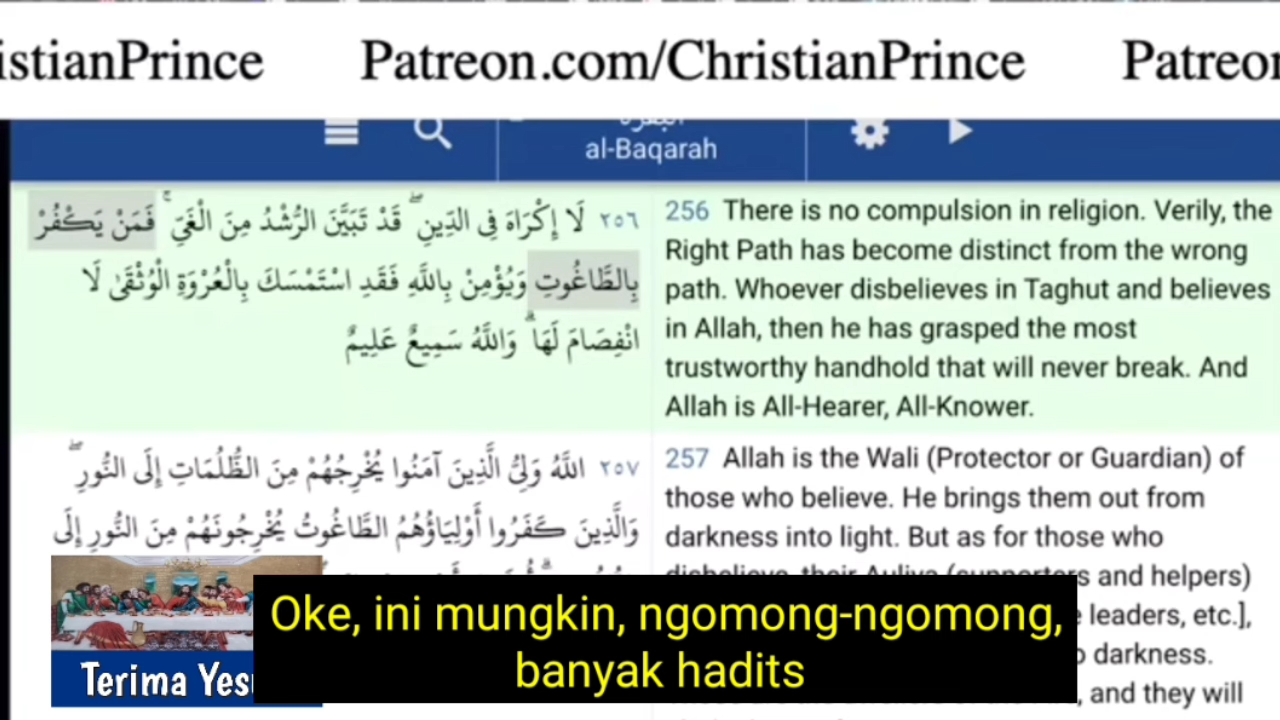 istianPrince Patreon.com/ChristianPrince Patreon
البقرة
al-Baqarah
٢٥٦ لَا إِكْرَاهَ فِي الدِّينِ ۖ قَدْ تَبَيَّنَ الرُّشْدُ مِنَ الْغَيِّ ۚ فَمَنْ يَكْفُرْ
بِالطَّاغُوتِ وَيُؤْمِنْ بِاللَّهِ فَقَدِ اسْتَمْسَكَ بِالْعُرْوَةِ الْوُثْقَىٰ لَا
انْفِصَامَ لَهَا ۗ وَاللَّهُ سَمِيعٌ عَلِيمٌ
256 There is no compulsion in religion. Verily, the
Right Path has become distinct from the wrong
path. Whoever disbelieves in Taghut and believes
in Allah, then he has grasped the most
trustworthy handhold that will never break. And
Allah is All-Hearer, All-Knower.
٢٥٧ اللَّهُ وَلِيُّ الَّذِينَ آمَنُوا يُخْرِجُهُمْ مِنَ الظُّلُمَاتِ إِلَى النُّورِ ۖ
وَالَّذِينَ كَفَرُوا أَوْلِيَاؤُهُمُ الطَّاغُوتُ يُخْرِجُونَهُمْ مِنَ النُّورِ إِلَى
257 Allah is the Wali (Protector or Guardian) of
those who believe. He brings them out from
darkness into light. But as for those who
s and helpers)
leaders, etc.],
darkness.
, and they will
Terima Yes
Oke, ini mungkin, ngomong-ngomong,
banyak hadits